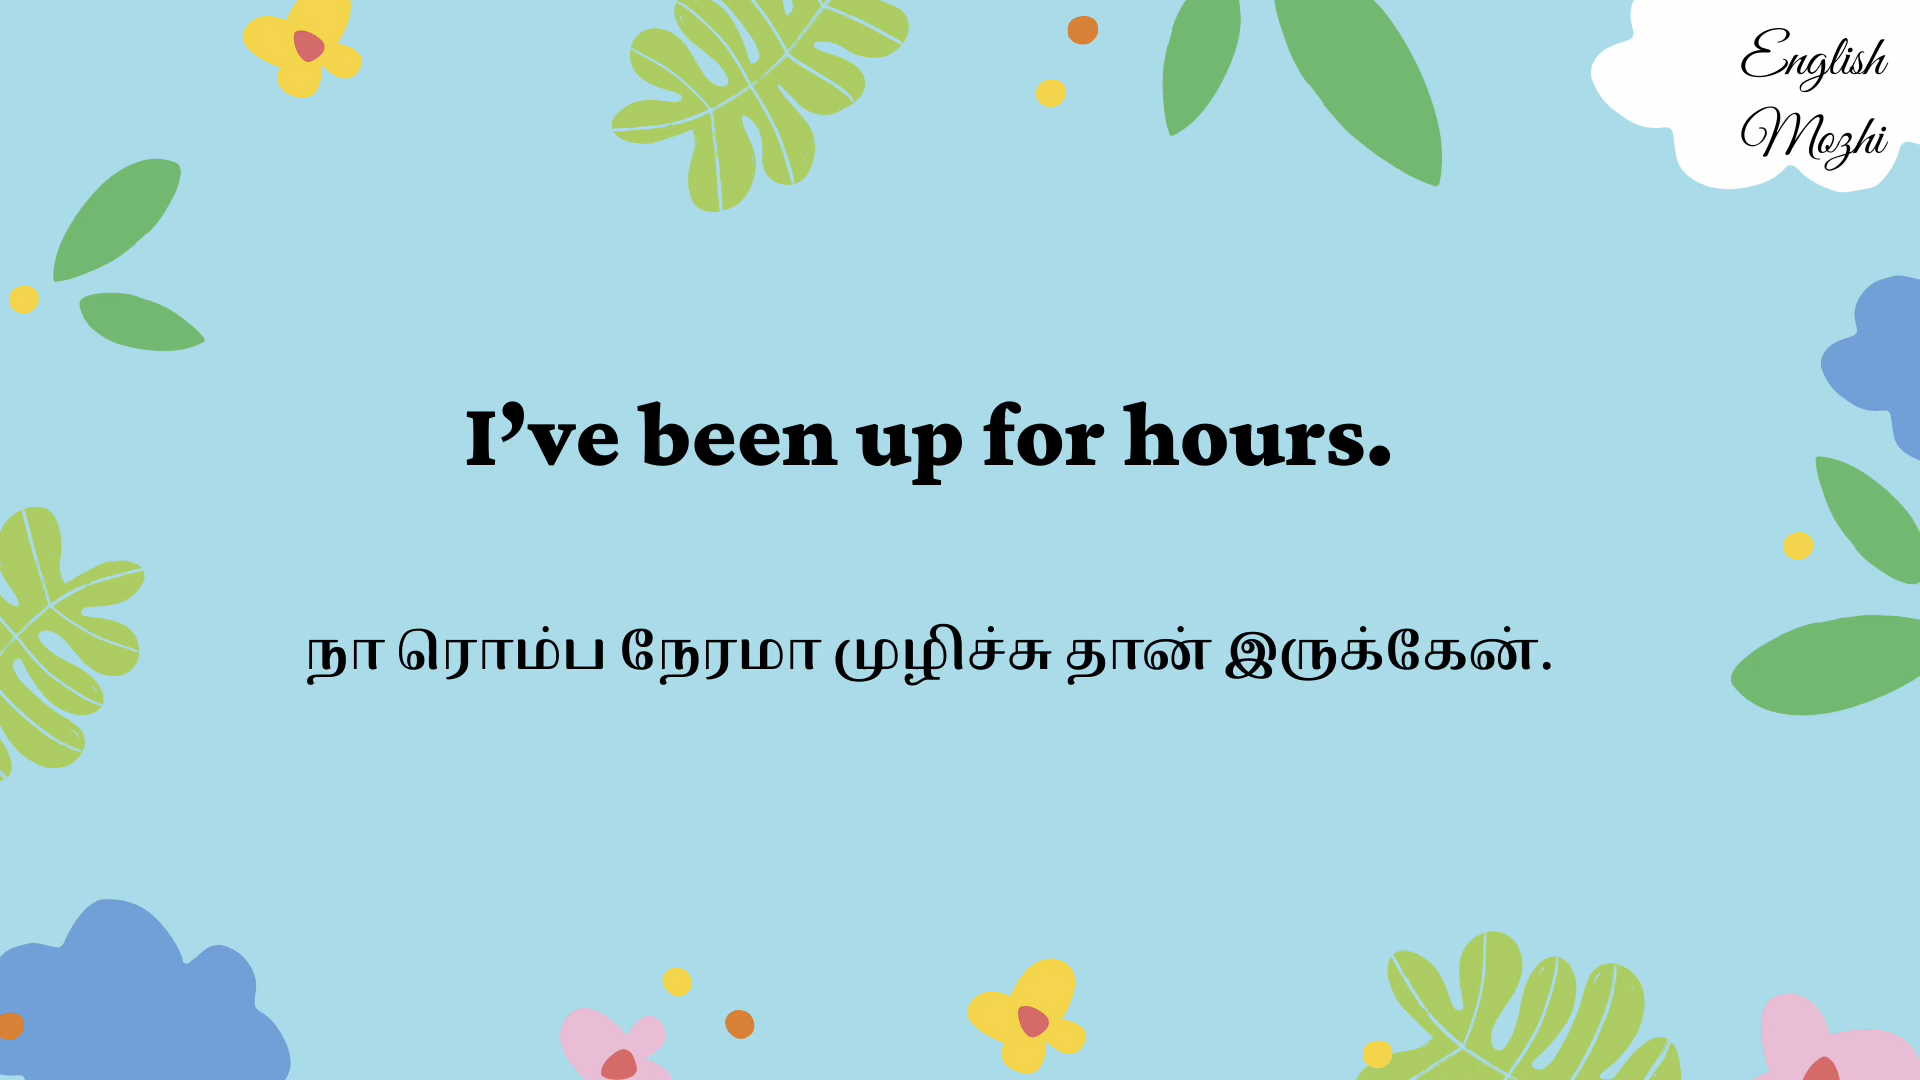 English
Mozhi
I’ve been up for hours.
நா ரொம்ப நேரமா முழிச்சு தான் இருக்கேன்.